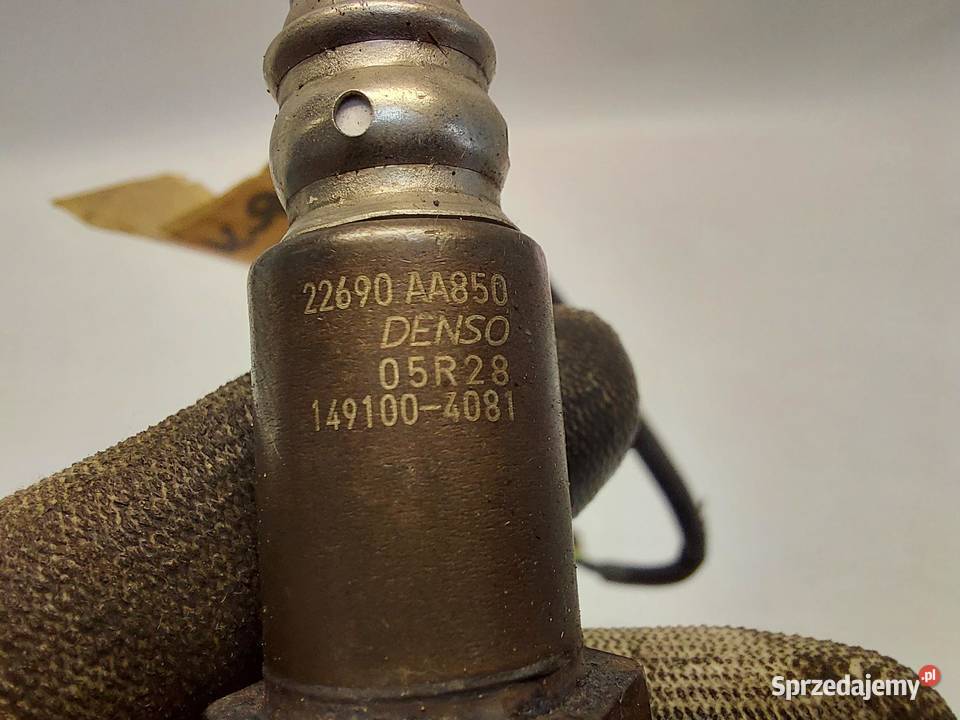 22690 AA850
DENSO
05R28
149100-4081
Sprzedajemy.pl